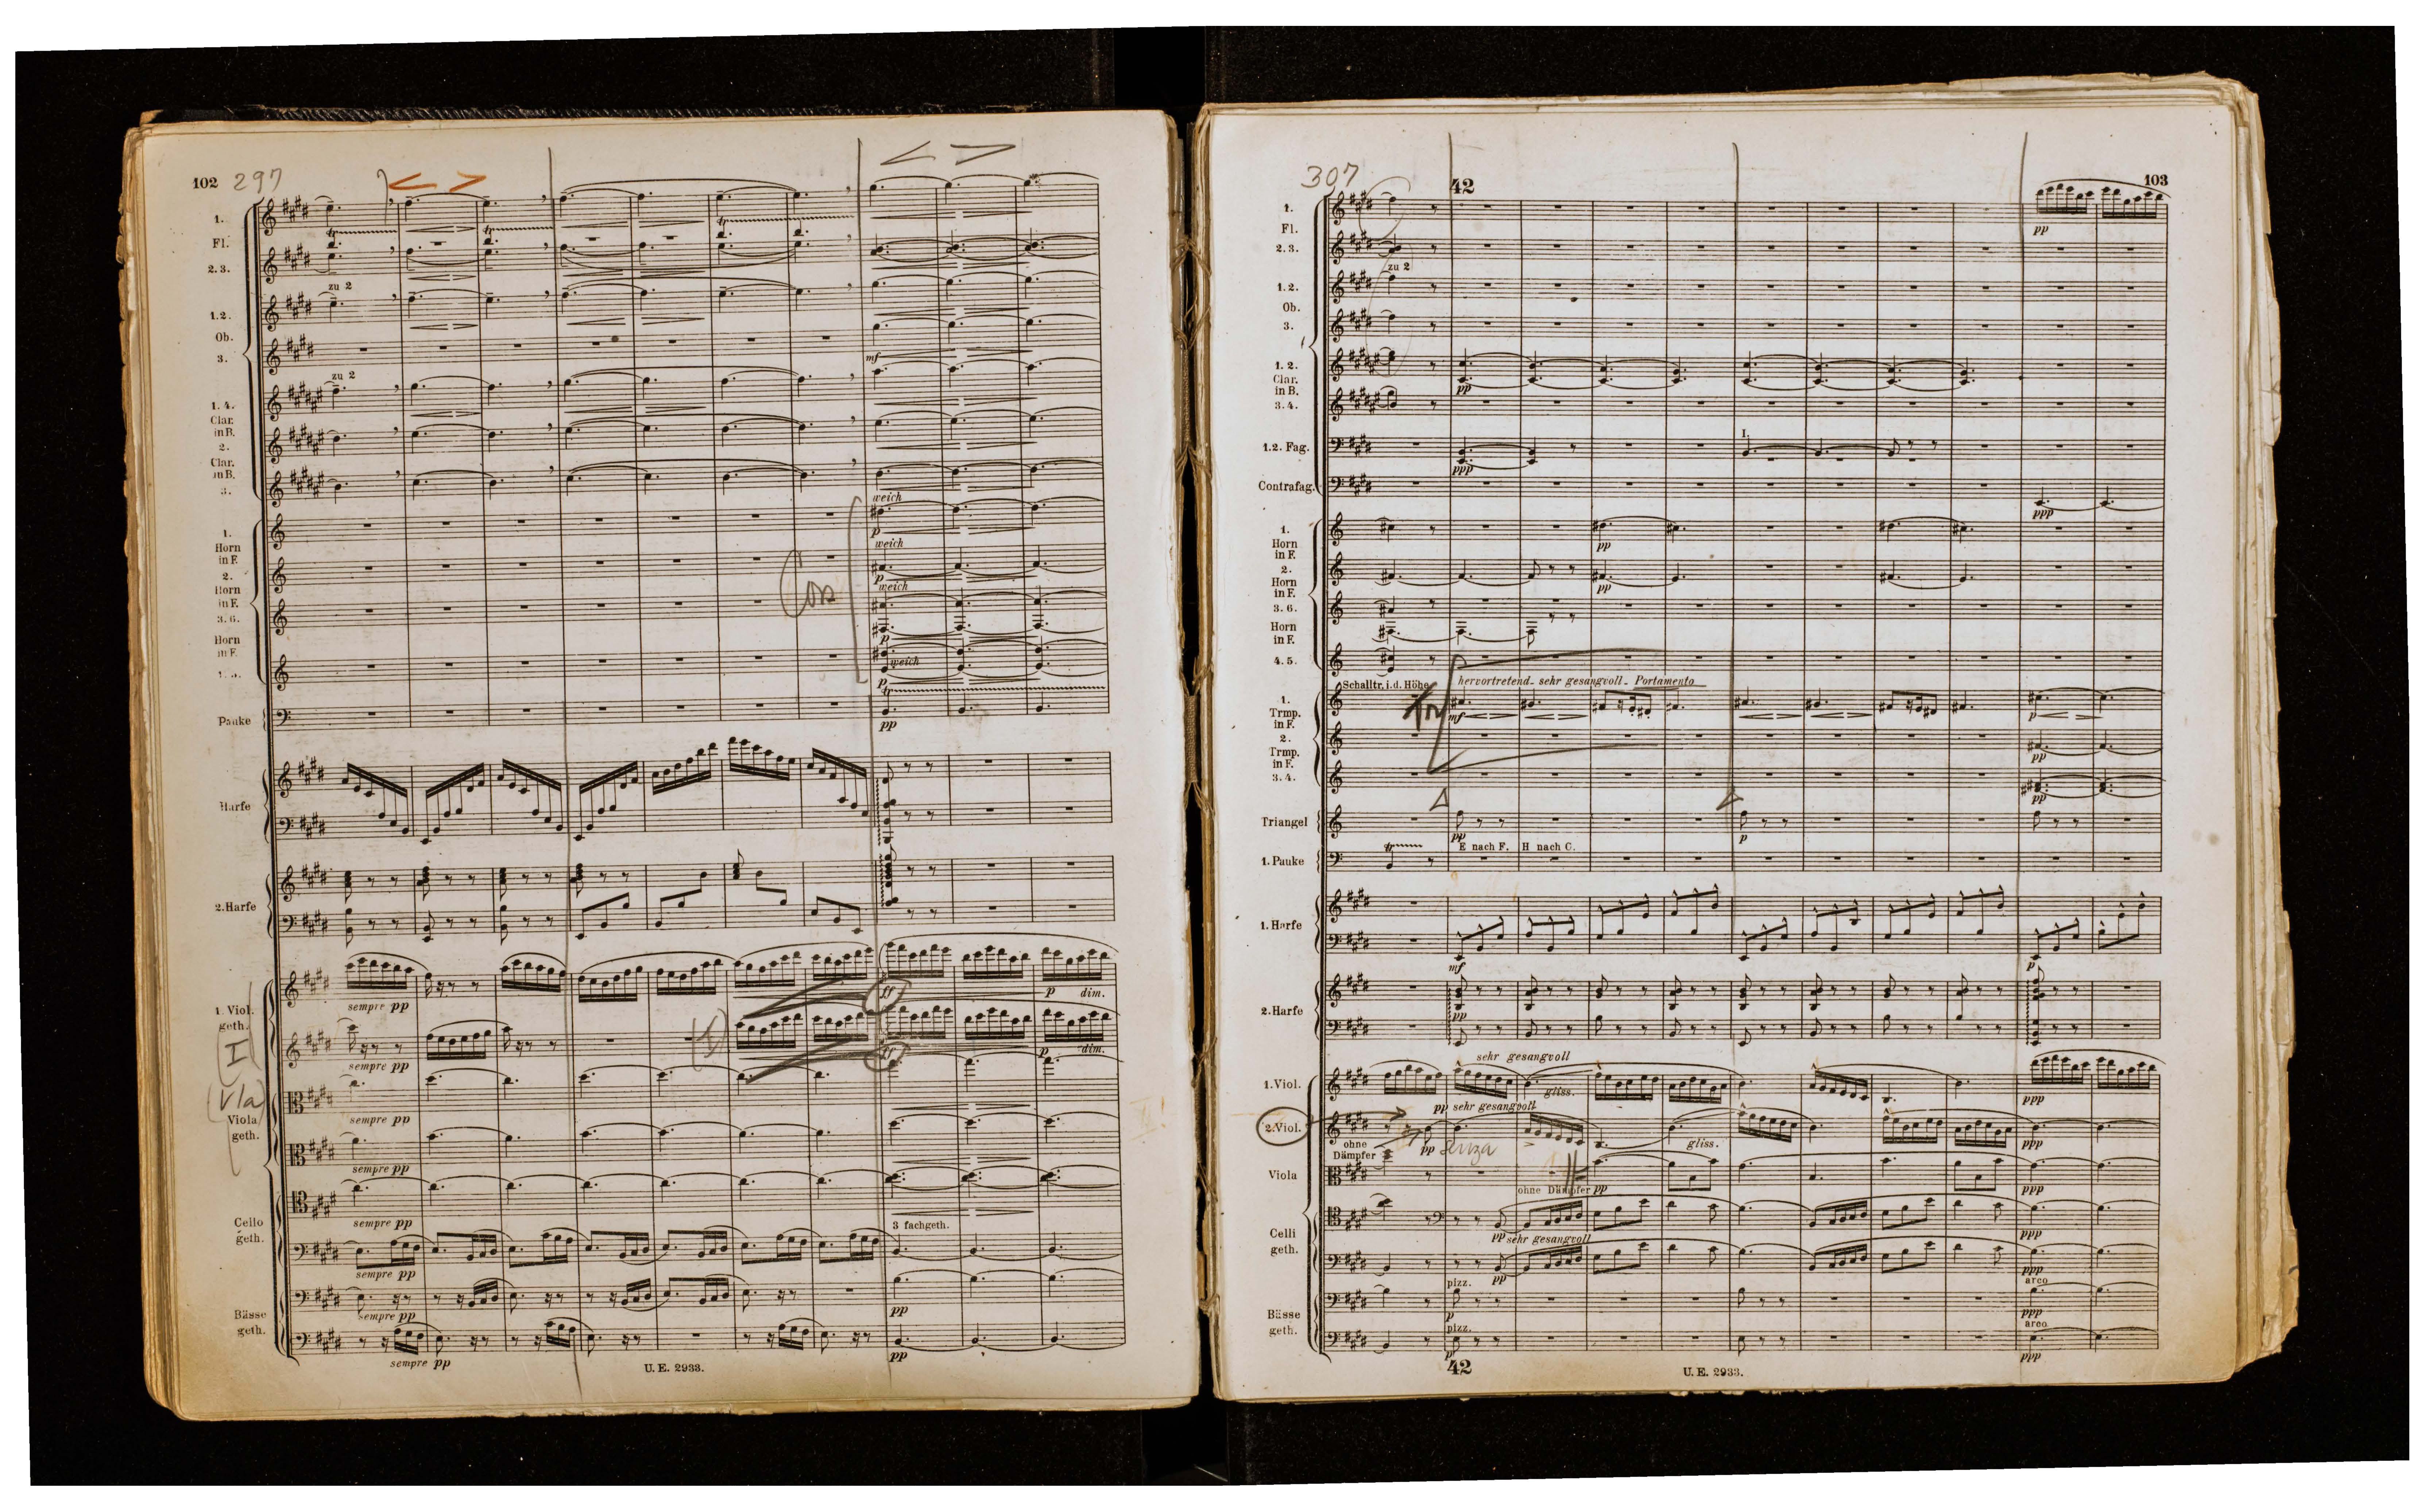 102 297
1.
Fl.
2. 3.
zu 2
1. 2.
Ob.
3.
mf
zu 2
1. 4.
Clar.
in B.
2.
Clar.
in B.
3.
weich
p
1.
Horn
in F.
weich
2.
p
Horn
in F.
weich
3. 6.
Cor
p
Horn
in F.
weich
p
tr
Pauke
pp
Harfe
2. Harfe
sempre pp
ff
p dim.
1. Viol.
geth.
I
sempre pp
ff
p dim.
(Vla)
sempre pp
Viola
geth.
sempre pp
Cello
geth.
sempre pp
3 fachgeth.
sempre pp
sempre pp
pp
Bässe
geth.
sempre pp
pp
U. E. 2933.
307
42
103
1.
Fl.
pp
2. 3.
zu 2
1. 2.
Ob.
3.
1. 2.
Clar.
in B.
pp
3. 4.
1. 2. Fag.
I.
ppp
Contrafag.
ppp
1.
Horn
in F.
pp
2.
Horn
in F.
pp
3. 6.
Horn
in F.
4. 5.
Schalltr. i. d. Höhe
hervortretend - sehr gesangvoll - Portamento
1.
Trmp.
in F.
mf
p
2.
Trmp.
in F.
pp
3. 4.
pp
Triangel
pp
p
E nach F. H nach C.
tr
1. Pauke
1. Harfe
mf
p
2. Harfe
pp
sehr gesangvoll
1. Viol.
gliss.
ppp
pp sehr gesangvoll
2. Viol.
gliss.
ppp
ohne
Dämpfer
pp senza
Viola
ohne Dämpfer pp
ppp
Celli
geth.
pp sehr gesangvoll
ppp
pp
ppp
pizz.
arco
p
ppp
Bässe
geth.
pizz.
arco
p
ppp
42
U. E. 2933.